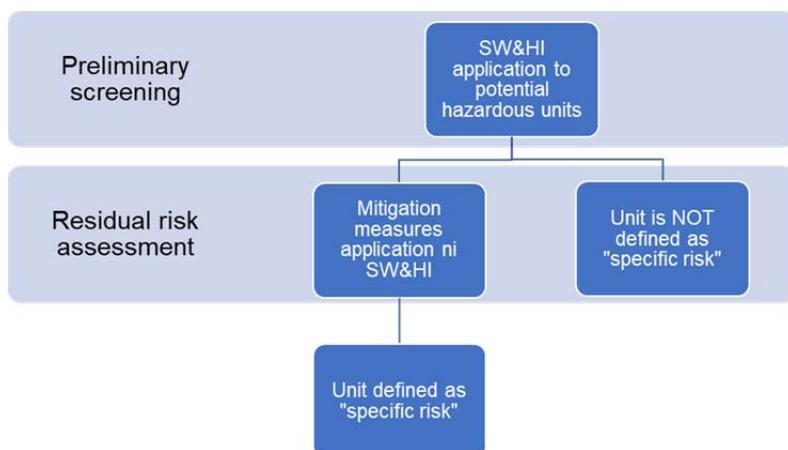 Preliminary
screening
SW&HI
application to
potential
hazardous units
Residual risk
assessment
Mitigation
measures
application ni
SW&HI
Unit is NOT
defined as
"specific risk"
Unit defined as
"specific risk"